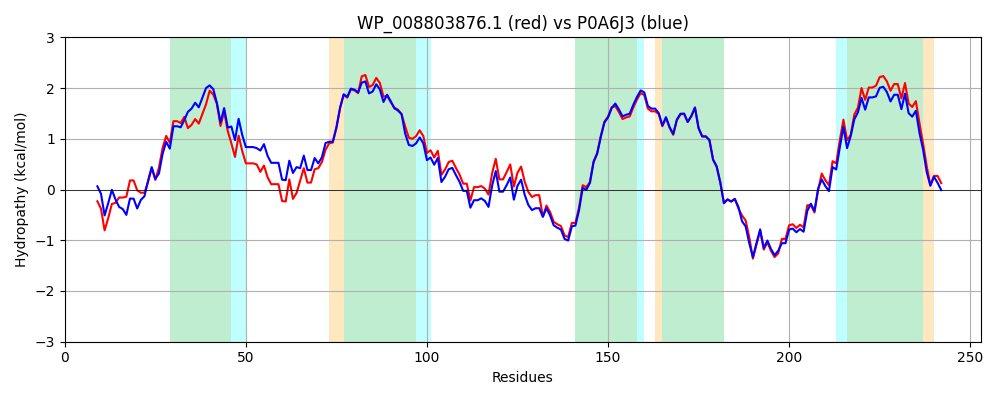 WP_008803876.1 (red) vs P0A6J3 (blue)
Hydropathy (kcal/mol)
3
2
1
0
−1
−2
−3
0 50 100 150 200 250
Residues